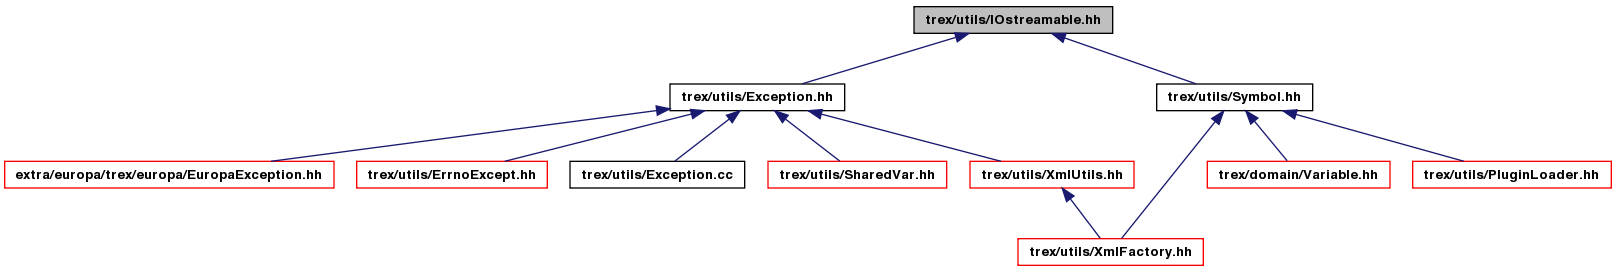 trex/utils/IOstreamable.hh
trex/utils/Exception.hh
trex/utils/Symbol.hh
extra/europa/trex/europa/EuropaException.hh
trex/utils/ErrnoExcept.hh
trex/utils/Exception.cc
trex/utils/SharedVar.hh
trex/utils/XmlUtils.hh
trex/domain/Variable.hh
trex/utils/PluginLoader.hh
trex/utils/XmlFactory.hh